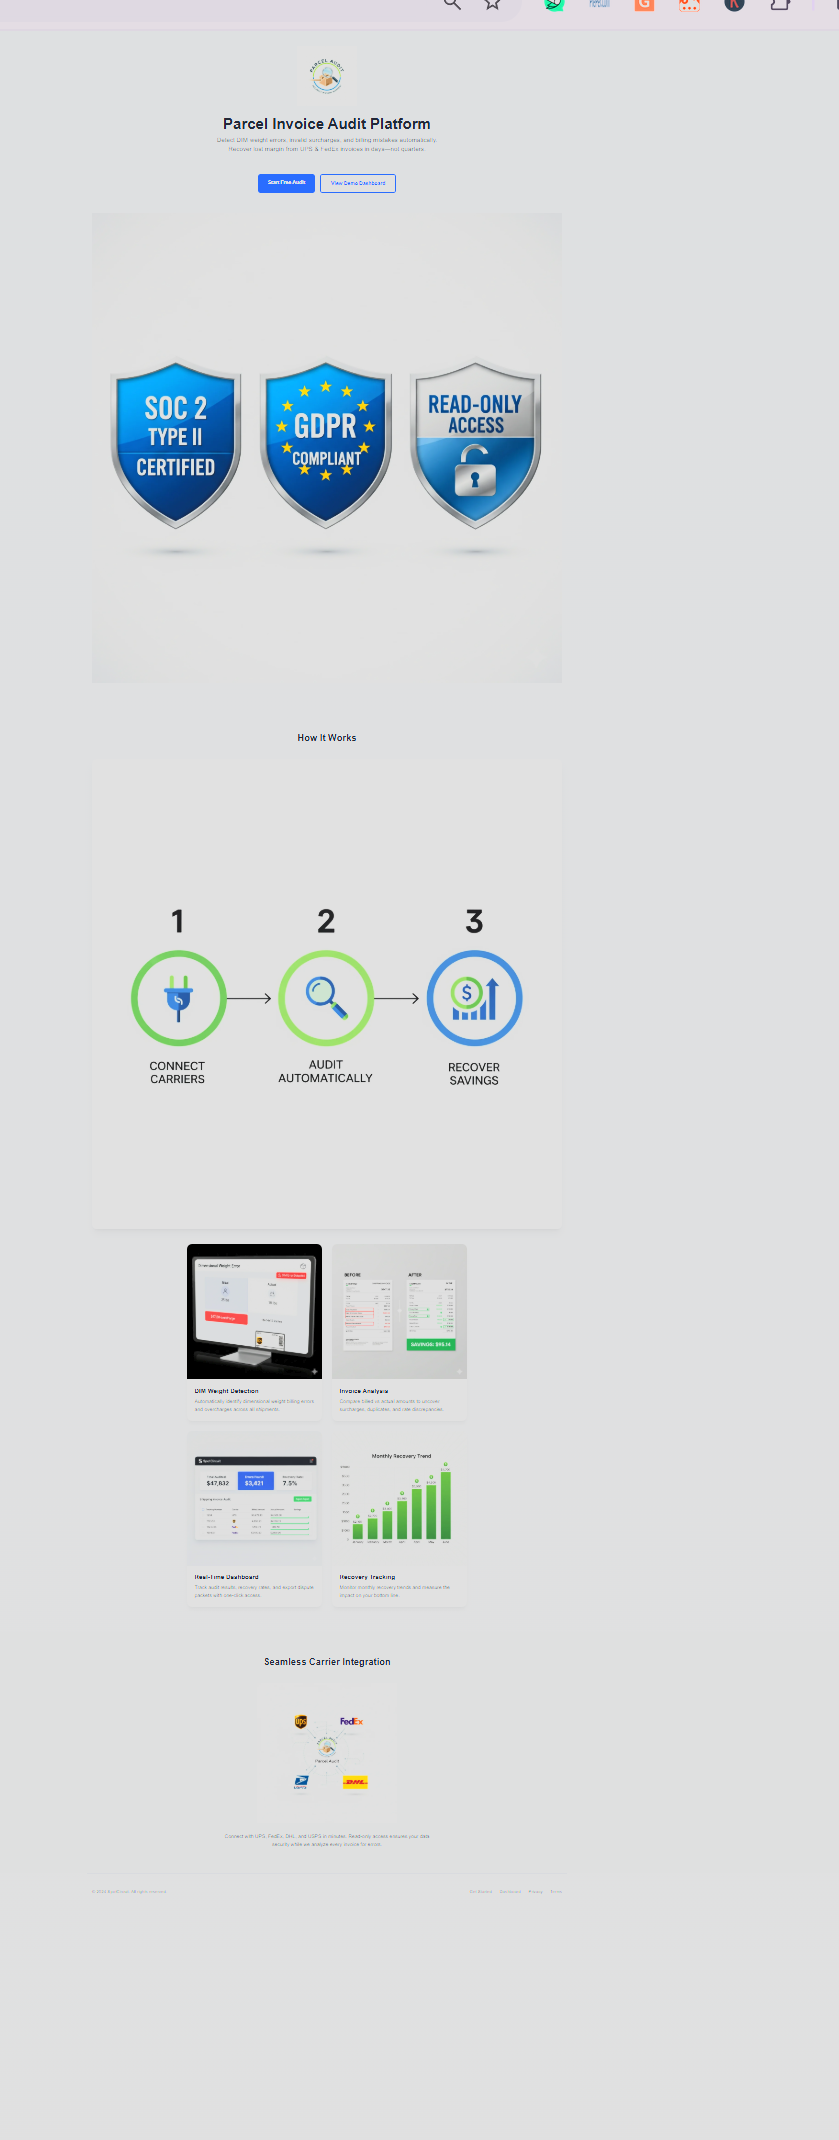 PARCEL AUDIT
Parcel Invoice Audit Platform
Detect DIM weight errors, invalid surcharges, and billing mistakes automatically.
Recover lost margin from UPS & FedEx invoices in days—not quarters.
Start Free Audit
View Demo Dashboard
SOC 2
TYPE II
CERTIFIED
GDPR
COMPLIANT
READ-ONLY
ACCESS
How It Works
1
2
3
CONNECT
CARRIERS
AUDIT
AUTOMATICALLY
RECOVER
SAVINGS
Dimensional Weight Error
BEFORE
AFTER
SAVINGS: $95.14
DIM Weight Detection
Automatically identify dimensional weight billing errors
and overcharges across all shipments.
Invoice Analysis
Compare billed vs. actual amounts to uncover
surcharges, duplicates, and rate discrepancies.
$47,832
$3,421
7.5%
Monthly Recovery Trend
Real-Time Dashboard
Track audit results, recovery rates, and export dispute
packets with one-click access.
Recovery Tracking
Monitor monthly recovery trends and measure the
impact on your bottom line.
Seamless Carrier Integration
ups
FedEx
PARCEL AUDIT
Parcel Audit
DHL
Connect with UPS, FedEx, DHL, and USPS in minutes. Read-only access ensures your data
security while we analyze every invoice for errors.
All rights reserved.
Privacy
Terms